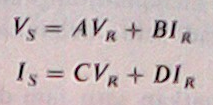 V_S = AV_R + BI_R
I_S = CV_R + DI_R